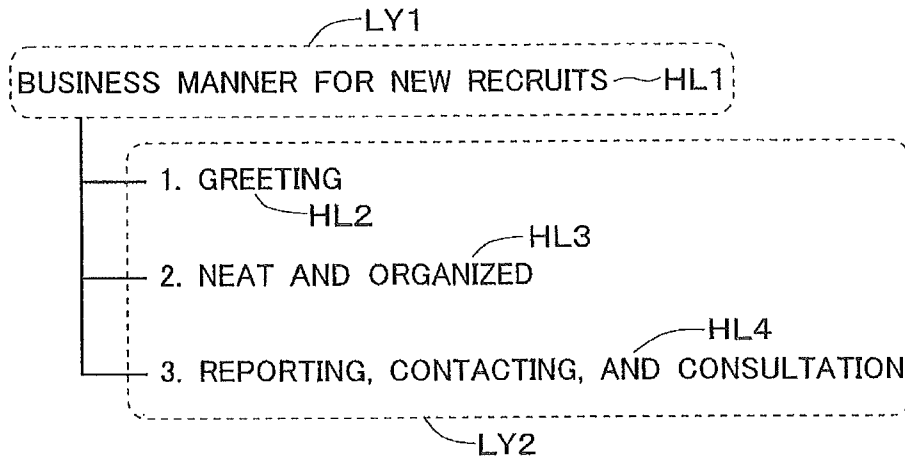 LY1
BUSINESS MANNER FOR NEW RECRUITS HL1
1. GREETING
HL2
HL3
2. NEAT AND ORGANIZED
HL4
3. REPORTING, CONTACTING, AND CONSULTATION
LY2